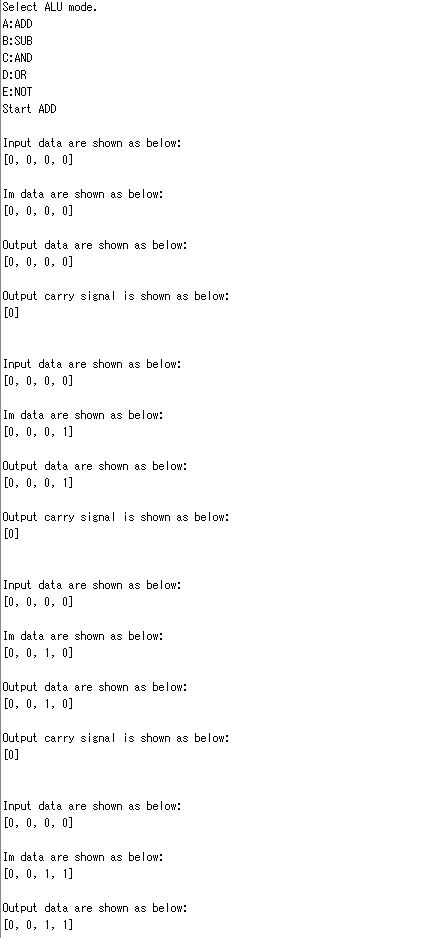 Select ALU mode.
A:ADD
B:SUB
C:AND
D:OR
E:NOT
Start ADD
Input data are shown as below:
[0, 0, 0, 0]
Im data are shown as below:
[0, 0, 0, 0]
Output data are shown as below:
[0, 0, 0, 0]
Output carry signal is shown as below:
[0]
Input data are shown as below:
[0, 0, 0, 0]
Im data are shown as below:
[0, 0, 0, 1]
Output data are shown as below:
[0, 0, 0, 1]
Output carry signal is shown as below:
[0]
Input data are shown as below:
[0, 0, 0, 0]
Im data are shown as below:
[0, 0, 1, 0]
Output data are shown as below:
[0, 0, 1, 0]
Output carry signal is shown as below:
[0]
Input data are shown as below:
[0, 0, 0, 0]
Im data are shown as below:
[0, 0, 1, 1]
Output data are shown as below:
[0, 0, 1, 1]